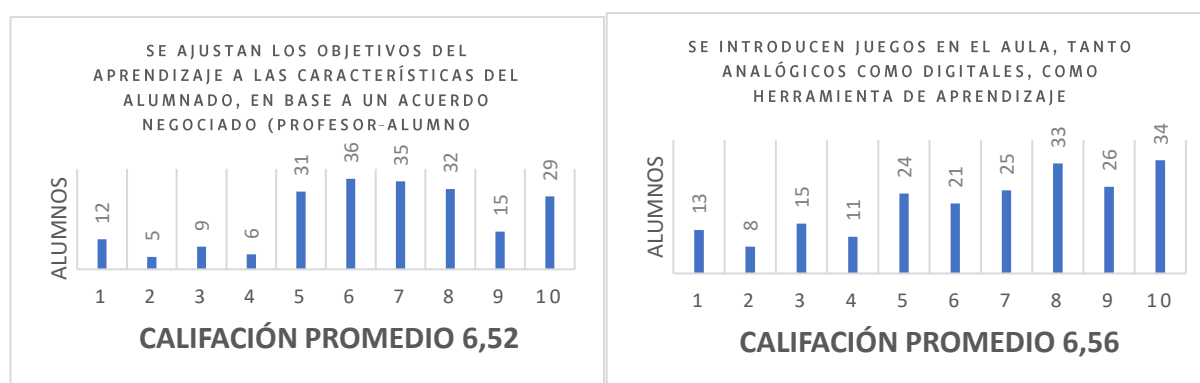 SE AJUSTAN LOS OBJETIVOS DEL
APRENDIZAJE A LAS CARACTERÍSTICAS DEL
ALUMNADO, EN BASE A UN ACUERDO
NEGOCIADO (PROFESOR-ALUMNO
ALUMNOS
12 5 9 6 31 36 35 32 15 29
1 2 3 4 5 6 7 8 9 10
CALIFACIÓN PROMEDIO 6,52
SE INTRODUCEN JUEGOS EN EL AULA, TANTO
ANALÓGICOS COMO DIGITALES, COMO
HERRAMIENTA DE APRENDIZAJE
ALUMNOS
13 8 15 11 24 21 25 33 26 34
1 2 3 4 5 6 7 8 9 10
CALIFACIÓN PROMEDIO 6,56